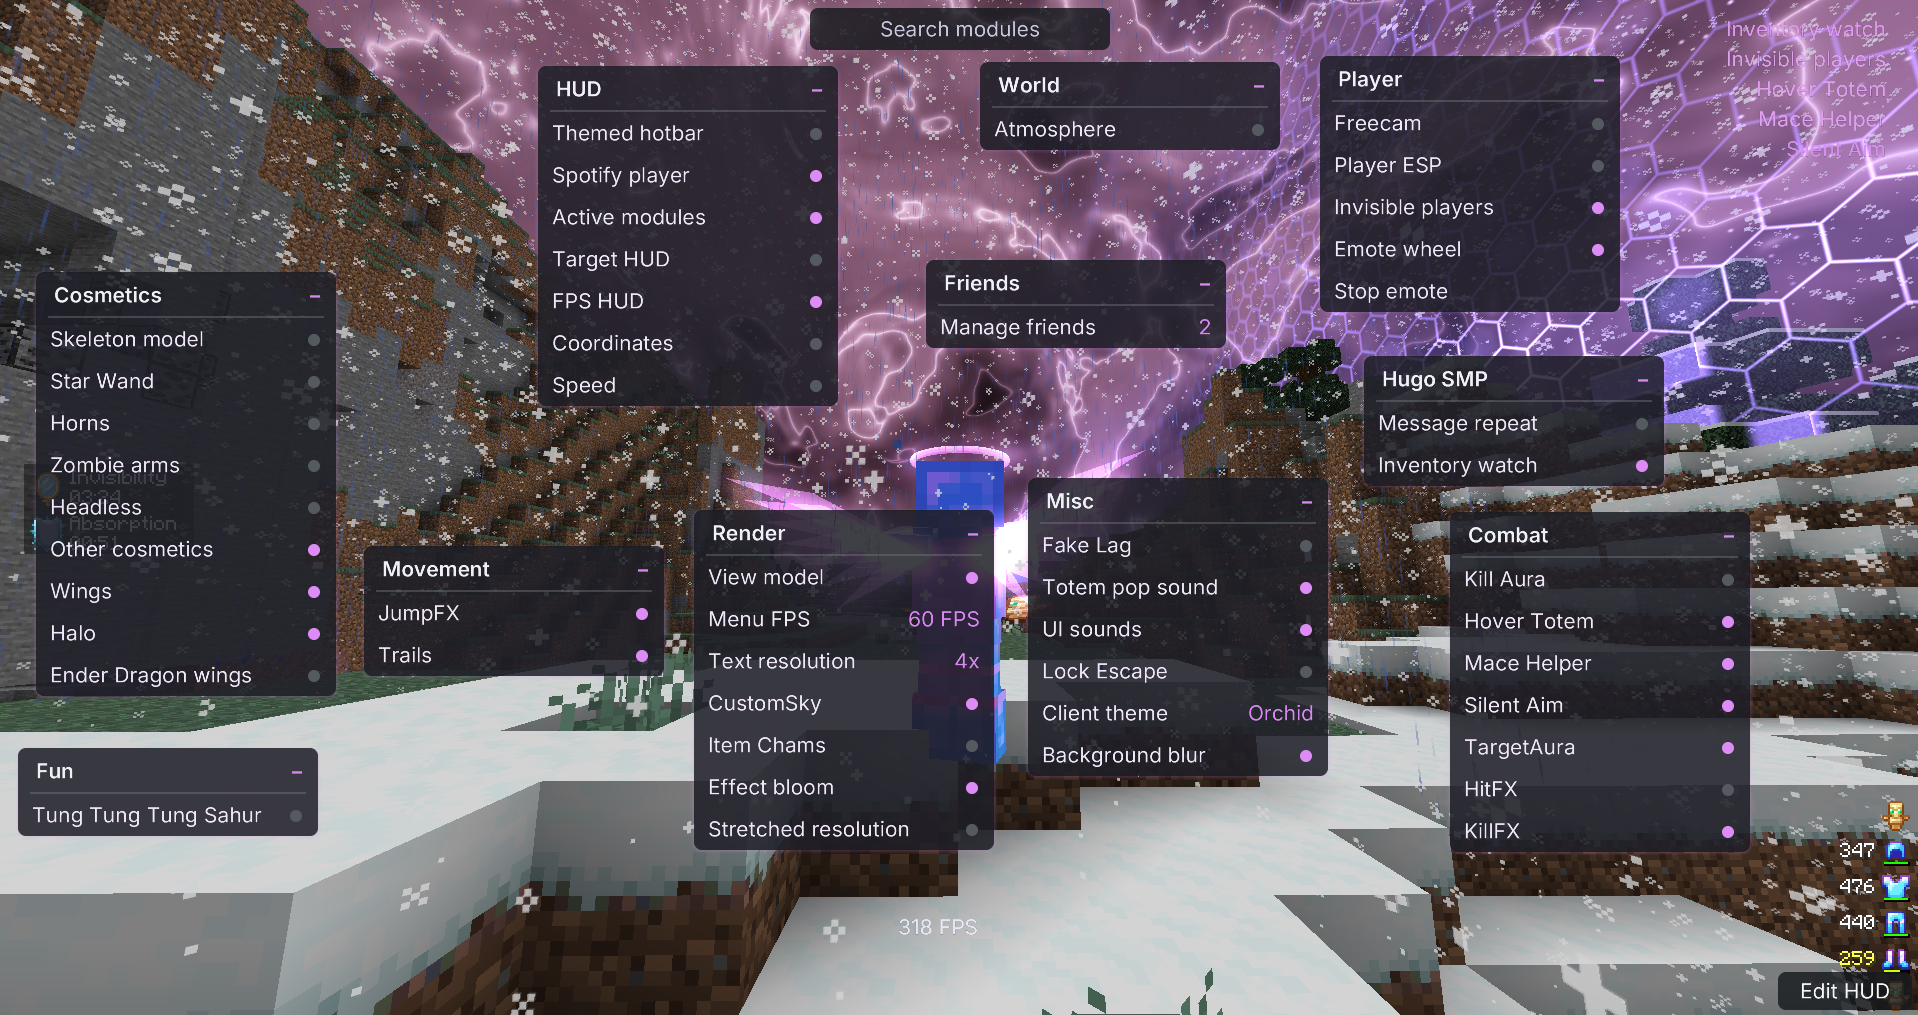 Search modules
Inventory watch
Invisible players
Hover Totem
Mace Helper
Silent Aim
HUD
Themed hotbar
Spotify player
Active modules
Target HUD
FPS HUD
Coordinates
Speed
World
Atmosphere
Player
Freecam
Player ESP
Invisible players
Emote wheel
Stop emote
Friends
Manage friends 2
Cosmetics
Skeleton model
Star Wand
Horns
Zombie arms
Invisibility
03:24
Headless
Absorption
00:51
Other cosmetics
Wings
Halo
Ender Dragon wings
Hugo SMP
Message repeat
Inventory watch
Movement
JumpFX
Trails
Render
View model
Menu FPS 60 FPS
Text resolution 4x
CustomSky
Item Chams
Effect bloom
Stretched resolution
Misc
Fake Lag
Totem pop sound
UI sounds
Lock Escape
Client theme Orchid
Background blur
Combat
Kill Aura
Hover Totem
Mace Helper
Silent Aim
TargetAura
HitFX
KillFX
Fun
Tung Tung Tung Sahur
318 FPS
347
476
440
259
Edit HUD